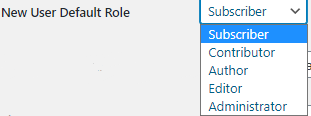 New User Default Role Subscriber
Subscriber
Contributor
Author
Editor
Administrator